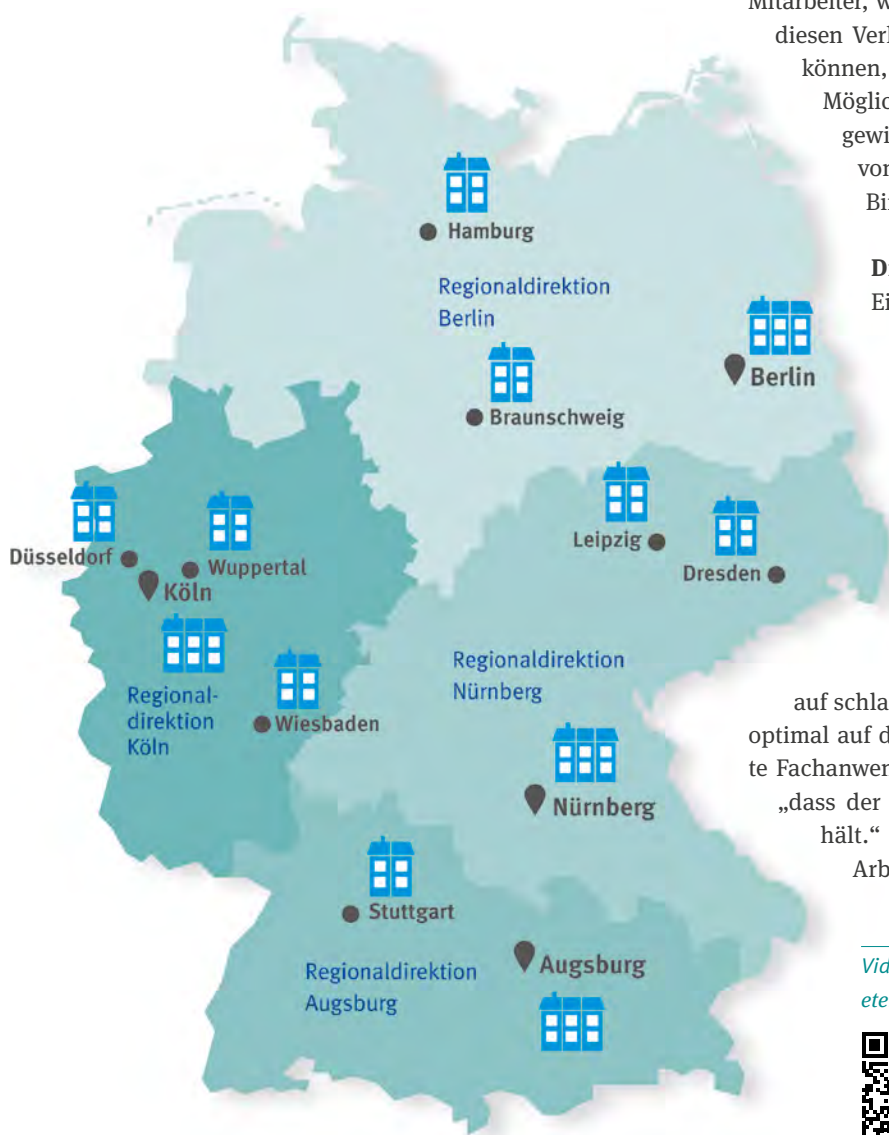 Mitarbeiter, w
diesen Verl
können,
Möglic
gewi
vor
Bi
D
Ei
Hamburg
Regionaldirektion
Berlin
Berlin
Braunschweig
Düsseldorf
Wuppertal
Köln
Leipzig
Dresden
Regional-
direktion
Köln
Wiesbaden
Regionaldirektion
Nürnberg
Nürnberg
Stuttgart
Regionaldirektion
Augsburg
Augsburg
auf schla
optimal auf d
te Fachanwen
„dass der
hält.“
Arb
Vid
ete